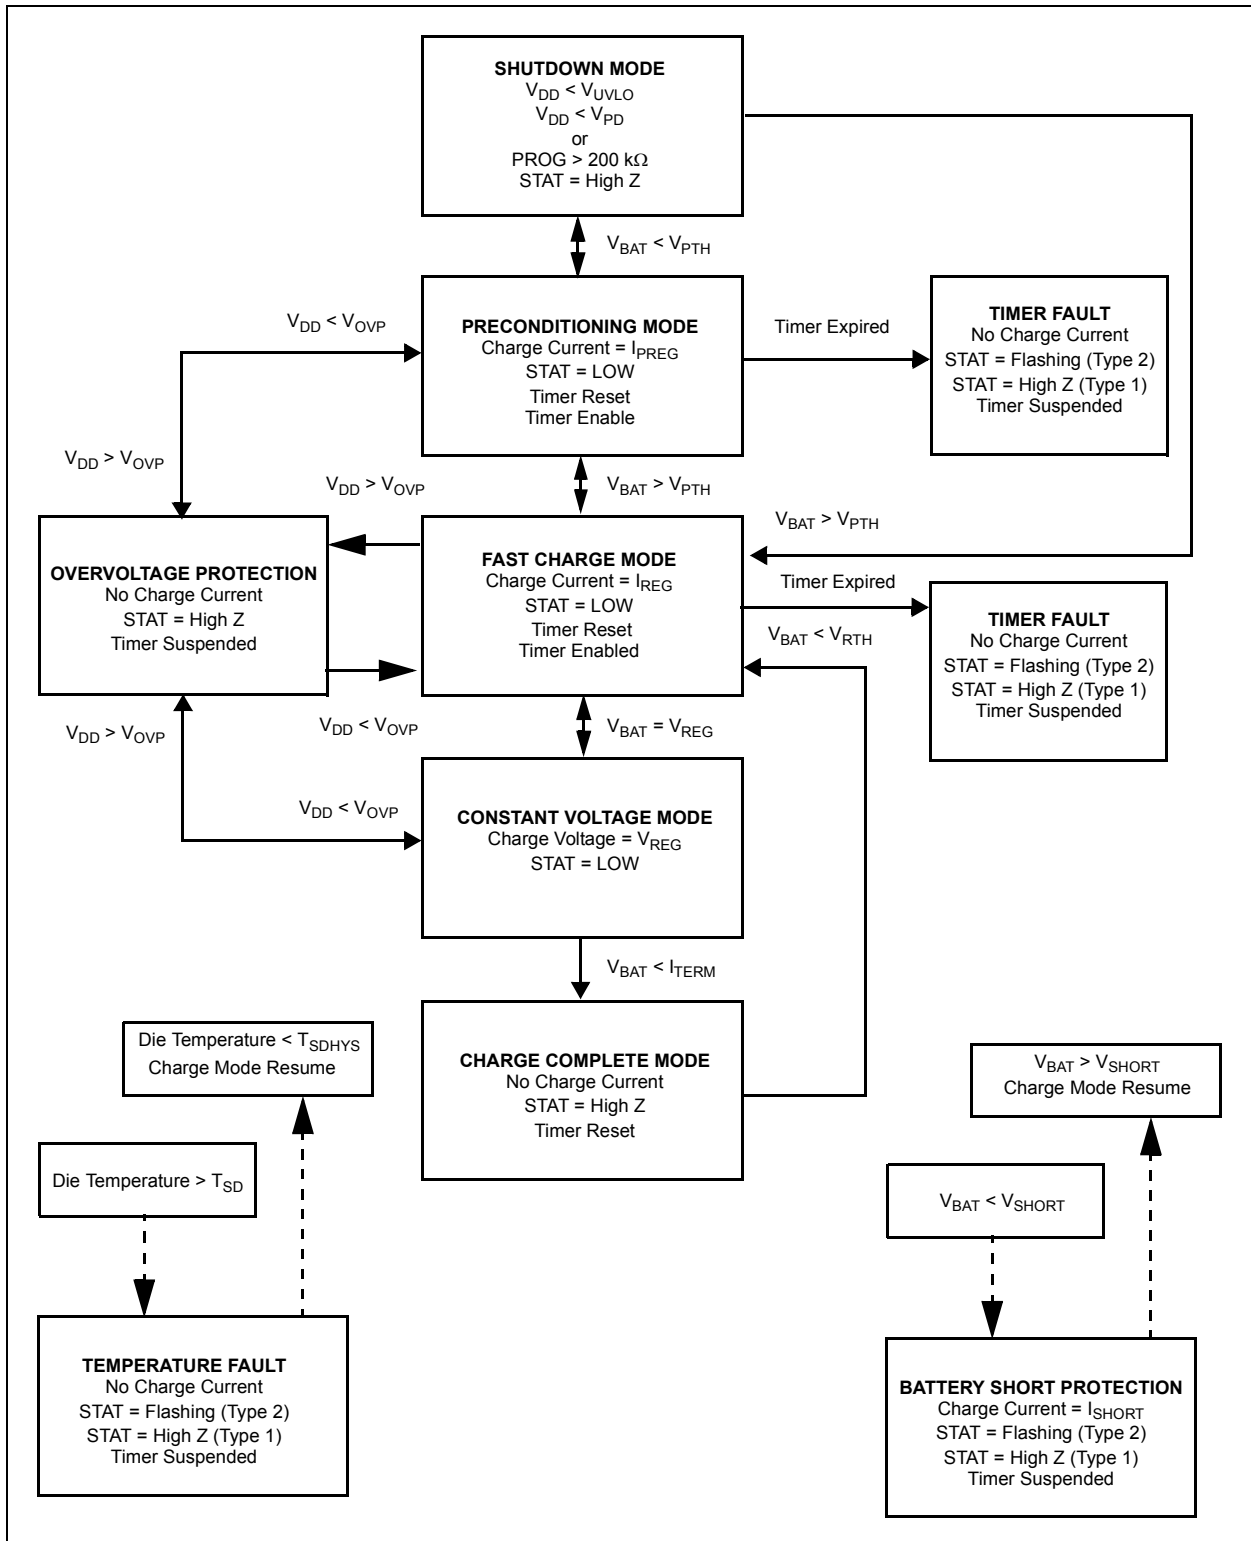 SHUTDOWN MODE
V_DD < V_UVLO
V_DD < V_PD
or
PROG > 200 kΩ
STAT = High Z
V_BAT < V_PTH
V_DD < V_OVP
PRECONDITIONING MODE
Charge Current = I_PREG
STAT = LOW
Timer Reset
Timer Enable
Timer Expired
TIMER FAULT
No Charge Current
STAT = Flashing (Type 2)
STAT = High Z (Type 1)
Timer Suspended
V_DD > V_OVP
V_DD > V_OVP
V_BAT > V_PTH
V_BAT > V_PTH
OVERVOLTAGE PROTECTION
No Charge Current
STAT = High Z
Timer Suspended
FAST CHARGE MODE
Charge Current = I_REG
STAT = LOW
Timer Reset
Timer Enabled
Timer Expired
V_BAT < V_RTH
TIMER FAULT
No Charge Current
STAT = Flashing (Type 2)
STAT = High Z (Type 1)
Timer Suspended
V_DD > V_OVP
V_DD < V_OVP
V_BAT = V_REG
V_DD < V_OVP
CONSTANT VOLTAGE MODE
Charge Voltage = V_REG
STAT = LOW
V_BAT < I_TERM
CHARGE COMPLETE MODE
No Charge Current
STAT = High Z
Timer Reset
Die Temperature < T_SDHYS
Charge Mode Resume
Die Temperature > T_SD
TEMPERATURE FAULT
No Charge Current
STAT = Flashing (Type 2)
STAT = High Z (Type 1)
Timer Suspended
V_BAT > V_SHORT
Charge Mode Resume
V_BAT < V_SHORT
BATTERY SHORT PROTECTION
Charge Current = I_SHORT
STAT = Flashing (Type 2)
STAT = High Z (Type 1)
Timer Suspended